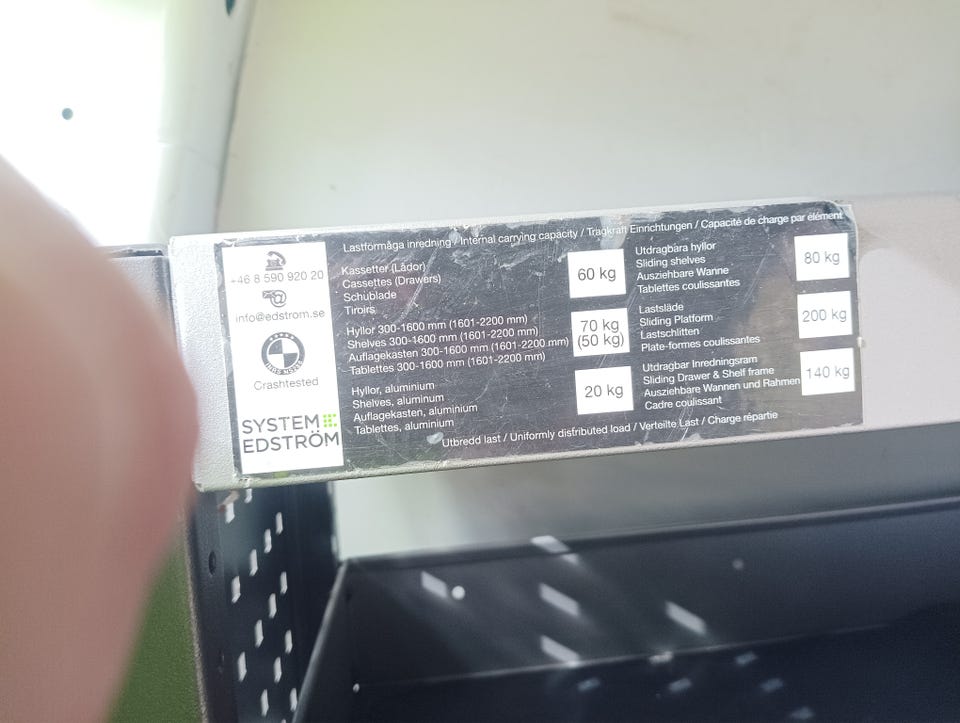 Lastförmåga inredning / Internal carrying capacity / Tragkraft Einrichtungen / Capacité de charge par élément
+46 8 590 920 20
info@edstrom.se
Crashtested
SYSTEM
EDSTRÖM
Kassetter (Lådor)
Cassettes (Drawers)
Schublade
Tiroirs
60 kg
Hyllor 300-1600 mm (1601-2200 mm)
Shelves 300-1600 mm (1601-2200 mm)
Auflagekasten 300-1600 mm (1601-2200 mm)
Tablettes 300-1600 mm (1601-2200 mm)
70 kg
(50 kg)
Hyllor, aluminium
Shelves, aluminum
Auflagekasten, aluminium
Tablettes, aluminium
20 kg
Utdragbara hyllor
Sliding shelves
Ausziehbare Wanne
Tablettes coulissantes
80 kg
Lastsläde
Sliding Platform
Lastschlitten
Plate-formes coulissantes
200 kg
Utdragbar Inredningsram
Sliding Drawer & Shelf frame
Ausziehbare Wannen und Rahmen
Cadre coulissant
140 kg
Utbredd last / Uniformly distributed load / Verteilte Last / Charge répartie